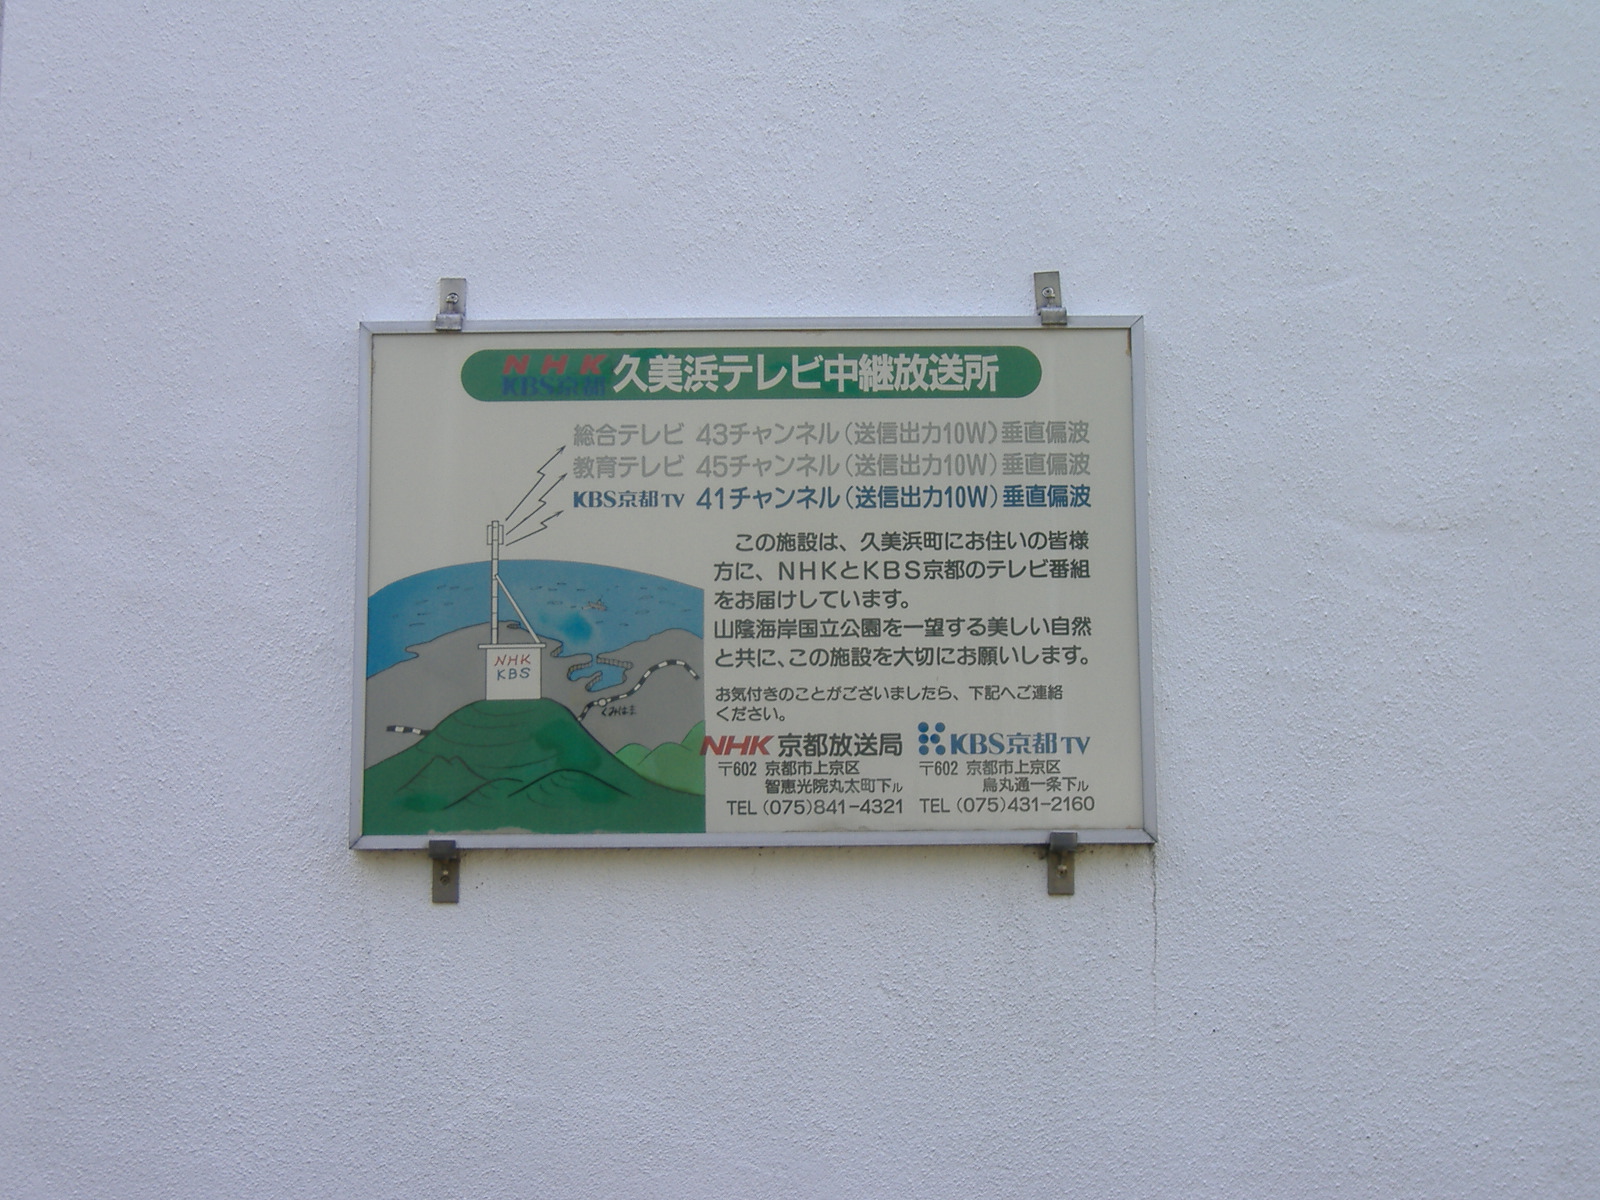 NHK
KBS京都
久美浜テレビ中継放送所
総合テレビ 43チャンネル(送信出力10W)垂直偏波
教育テレビ 45チャンネル(送信出力10W)垂直偏波
KBS京都TV 41チャンネル(送信出力10W)垂直偏波
この施設は、久美浜町にお住いの皆様
方に、NHKとKBS京都のテレビ番組
をお届けしています。
山陰海岸国立公園を一望する美しい自然
と共に、この施設を大切にお願いします。
お気付きのことがございましたら、下記へご連絡
ください。
NHK
KBS
くみはま
NHK 京都放送局
〒602 京都市上京区
智恵光院丸太町下ル
TEL (075)841-4321
KBS京都TV
〒602 京都市上京区
烏丸通一条下ル
TEL (075)431-2160